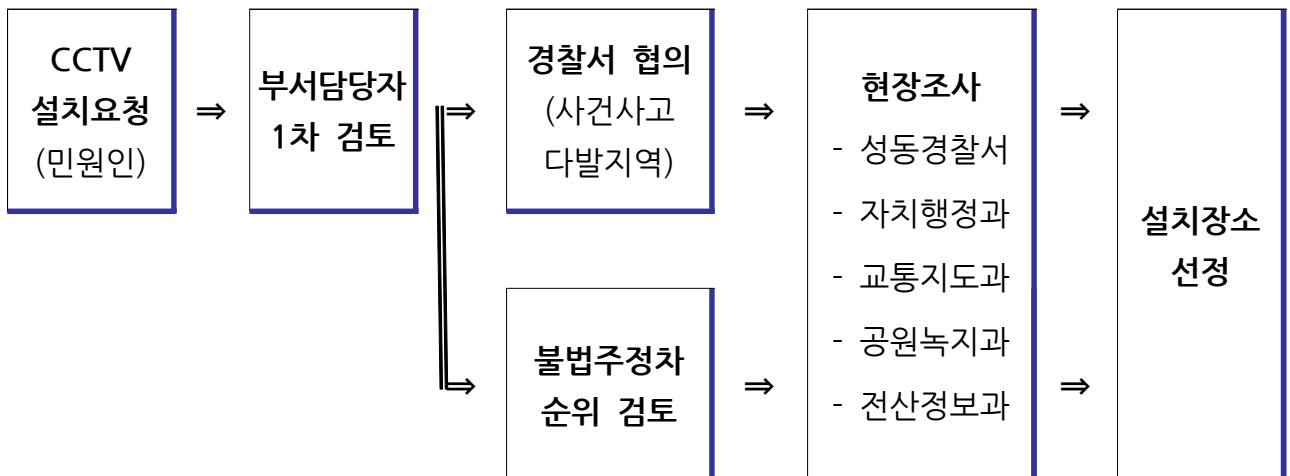 CCTV
설치요청
(민원인)
⇒
부서담당자
1차 검토
⇒
경찰서 협의
(사건사고
다발지역)
⇒
불법주정차
순위 검토
⇒
⇒
현장조사
- 성동경찰서
- 자치행정과
- 교통지도과
- 공원녹지과
- 전산정보과
⇒
⇒
설치장소
선정